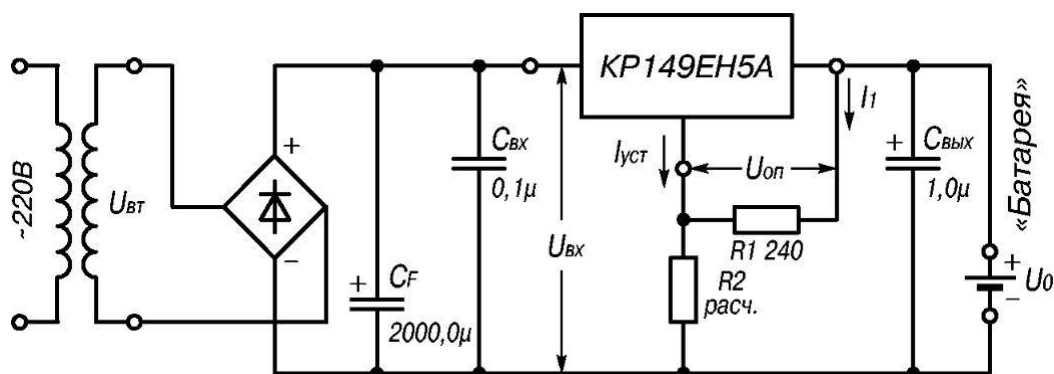 ~220В
Uвт
+
−
+
CF
2000,0µ
Cвх
0,1µ
Uвх
КР149ЕН5А
Iуст
Uоп
I1
R1 240
R2
расч.
+
Cвых
1,0µ
«Батарея»
+
−
U0